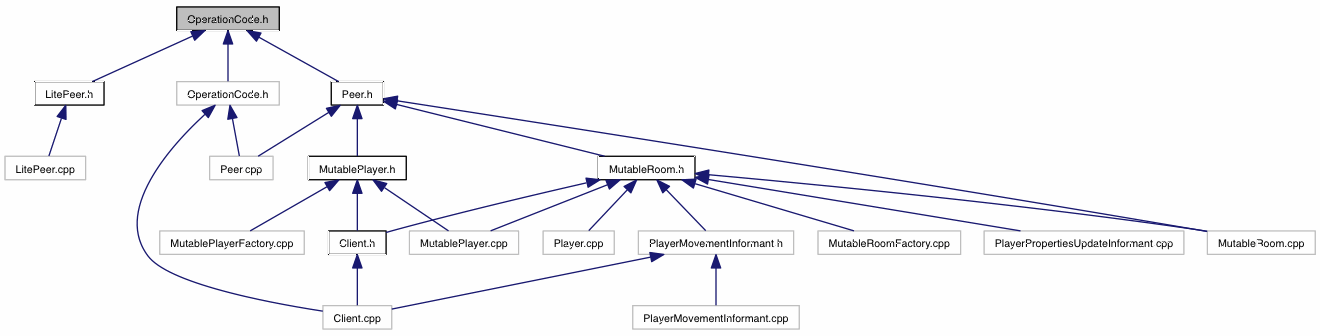 OperationCode.h
LitePeer.h
OperationCode.h
Peer.h
LitePeer.cpp
Peer.cpp
MutablePlayer.h
MutableRoom.h
MutablePlayerFactory.cpp
Client.h
MutablePlayer.cpp
Player.cpp
PlayerMovementInformant.h
MutableRoomFactory.cpp
PlayerPropertiesUpdateInformant.cpp
MutableRoom.cpp
Client.cpp
PlayerMovementInformant.cpp